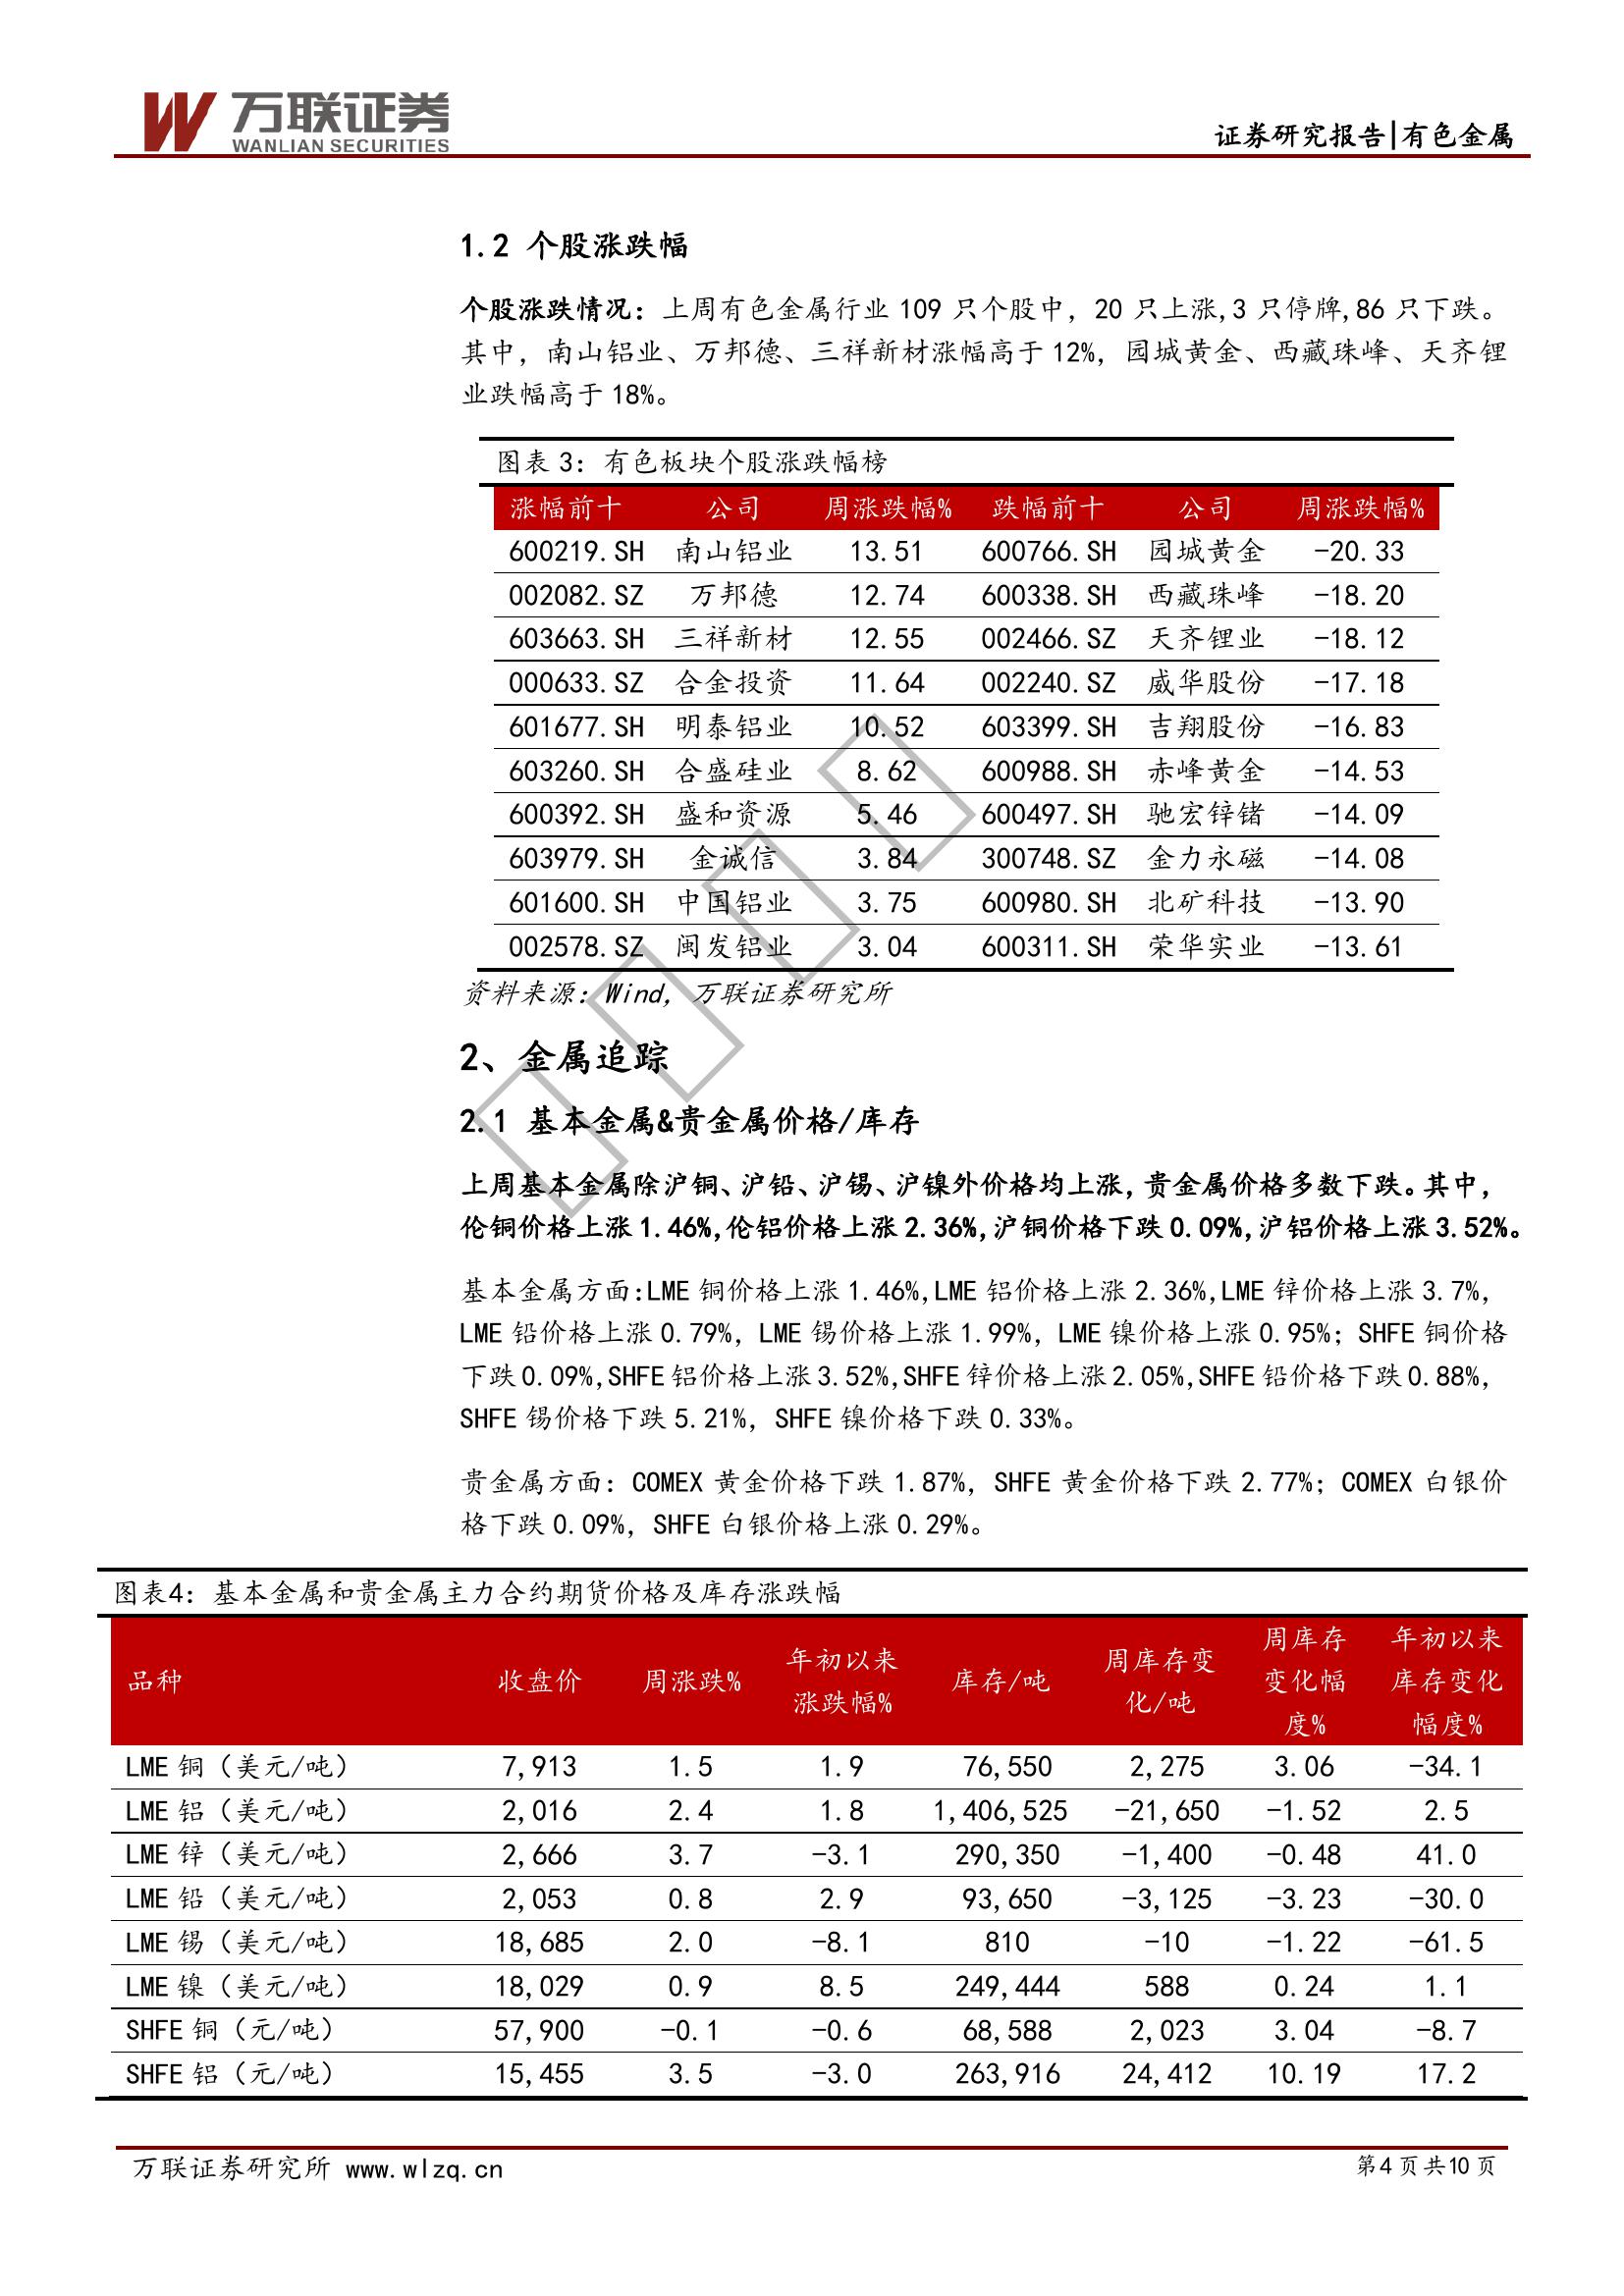 万联证券
WANLIAN SECURITIES
证券研究报告|有色金属
1.2 个股涨跌幅
个股涨跌情况：上周有色金属行业 109 只个股中，20 只上涨,3 只停牌,86 只下跌。
其中，南山铝业、万邦德、三祥新材涨幅高于 12%，园城黄金、西藏珠峰、天齐锂
业跌幅高于 18%。
图表 3：有色板块个股涨跌幅榜
涨幅前十 公司 周涨跌幅% 跌幅前十 公司 周涨跌幅%
600219.SH 南山铝业 13.51 600766.SH 园城黄金 -20.33
002082.SZ 万邦德 12.74 600338.SH 西藏珠峰 -18.20
603663.SH 三祥新材 12.55 002466.SZ 天齐锂业 -18.12
000633.SZ 合金投资 11.64 002240.SZ 威华股份 -17.18
601677.SH 明泰铝业 10.52 603399.SH 吉翔股份 -16.83
603260.SH 合盛硅业 8.62 600988.SH 赤峰黄金 -14.53
600392.SH 盛和资源 5.46 600497.SH 驰宏锌锗 -14.09
603979.SH 金诚信 3.84 300748.SZ 金力永磁 -14.08
601600.SH 中国铝业 3.75 600980.SH 北矿科技 -13.90
002578.SZ 闽发铝业 3.04 600311.SH 荣华实业 -13.61
资料来源：Wind，万联证券研究所
2、金属追踪
2.1 基本金属&贵金属价格/库存
上周基本金属除沪铜、沪铅、沪锡、沪镍外价格均上涨，贵金属价格多数下跌。其中，
伦铜价格上涨 1.46%,伦铝价格上涨 2.36%,沪铜价格下跌 0.09%,沪铝价格上涨 3.52%。
基本金属方面:LME 铜价格上涨 1.46%,LME 铝价格上涨 2.36%,LME 锌价格上涨 3.7%，
LME 铅价格上涨 0.79%，LME 锡价格上涨 1.99%，LME 镍价格上涨 0.95%；SHFE 铜价格
下跌 0.09%,SHFE 铝价格上涨 3.52%,SHFE 锌价格上涨 2.05%,SHFE 铅价格下跌 0.88%，
SHFE 锡价格下跌 5.21%，SHFE 镍价格下跌 0.33%。
贵金属方面：COMEX 黄金价格下跌 1.87%，SHFE 黄金价格下跌 2.77%；COMEX 白银价
格下跌 0.09%，SHFE 白银价格上涨 0.29%。
图表4：基本金属和贵金属主力合约期货价格及库存涨跌幅
品种 收盘价 周涨跌% 年初以来涨跌幅% 库存/吨 周库存变化/吨 周库存变化幅度% 年初以来库存变化幅度%
LME 铜（美元/吨） 7,913 1.5 1.9 76,550 2,275 3.06 -34.1
LME 铝（美元/吨） 2,016 2.4 1.8 1,406,525 -21,650 -1.52 2.5
LME 锌（美元/吨） 2,666 3.7 -3.1 290,350 -1,400 -0.48 41.0
LME 铅（美元/吨） 2,053 0.8 2.9 93,650 -3,125 -3.23 -30.0
LME 锡（美元/吨） 18,685 2.0 -8.1 810 -10 -1.22 -61.5
LME 镍（美元/吨） 18,029 0.9 8.5 249,444 588 0.24 1.1
SHFE 铜（元/吨） 57,900 -0.1 -0.6 68,588 2,023 3.04 -8.7
SHFE 铝（元/吨） 15,455 3.5 -3.0 263,916 24,412 10.19 17.2
万联证券研究所 www.wlzq.cn
第4页共10页